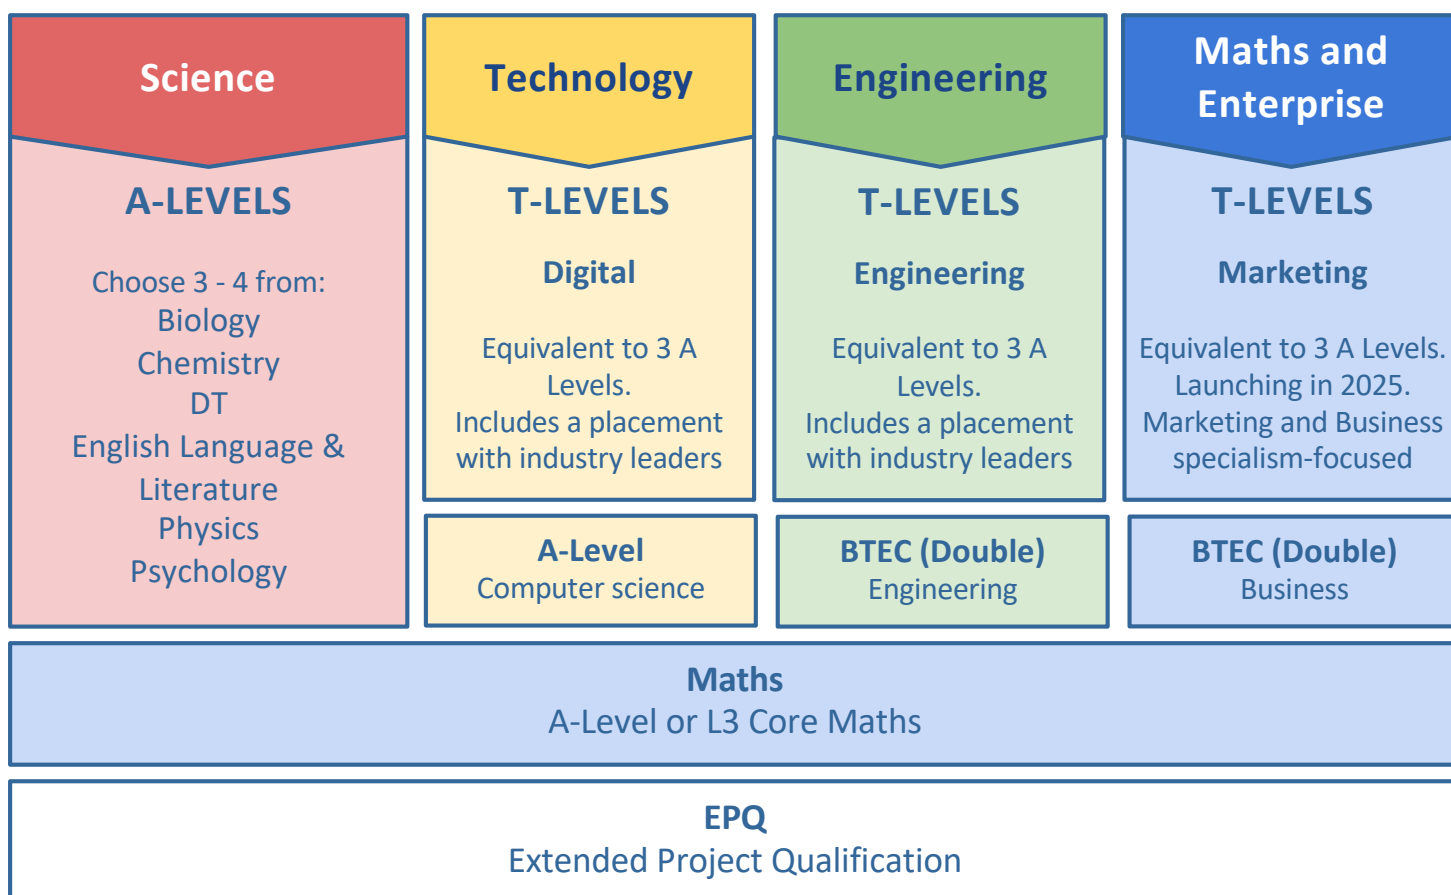 Science
A-LEVELS
Choose 3 - 4 from:
Biology
Chemistry
DT
English Language &
Literature
Physics
Psychology
Technology
T-LEVELS
Digital
Equivalent to 3 A
Levels.
Includes a placement
with industry leaders
A-Level
Computer science
Engineering
T-LEVELS
Engineering
Equivalent to 3 A
Levels.
Includes a placement
with industry leaders
BTEC (Double)
Engineering
Maths and
Enterprise
T-LEVELS
Marketing
Equivalent to 3 A Levels.
Launching in 2025.
Marketing and Business
specialism-focused
BTEC (Double)
Business
Maths
A-Level or L3 Core Maths
EPQ
Extended Project Qualification